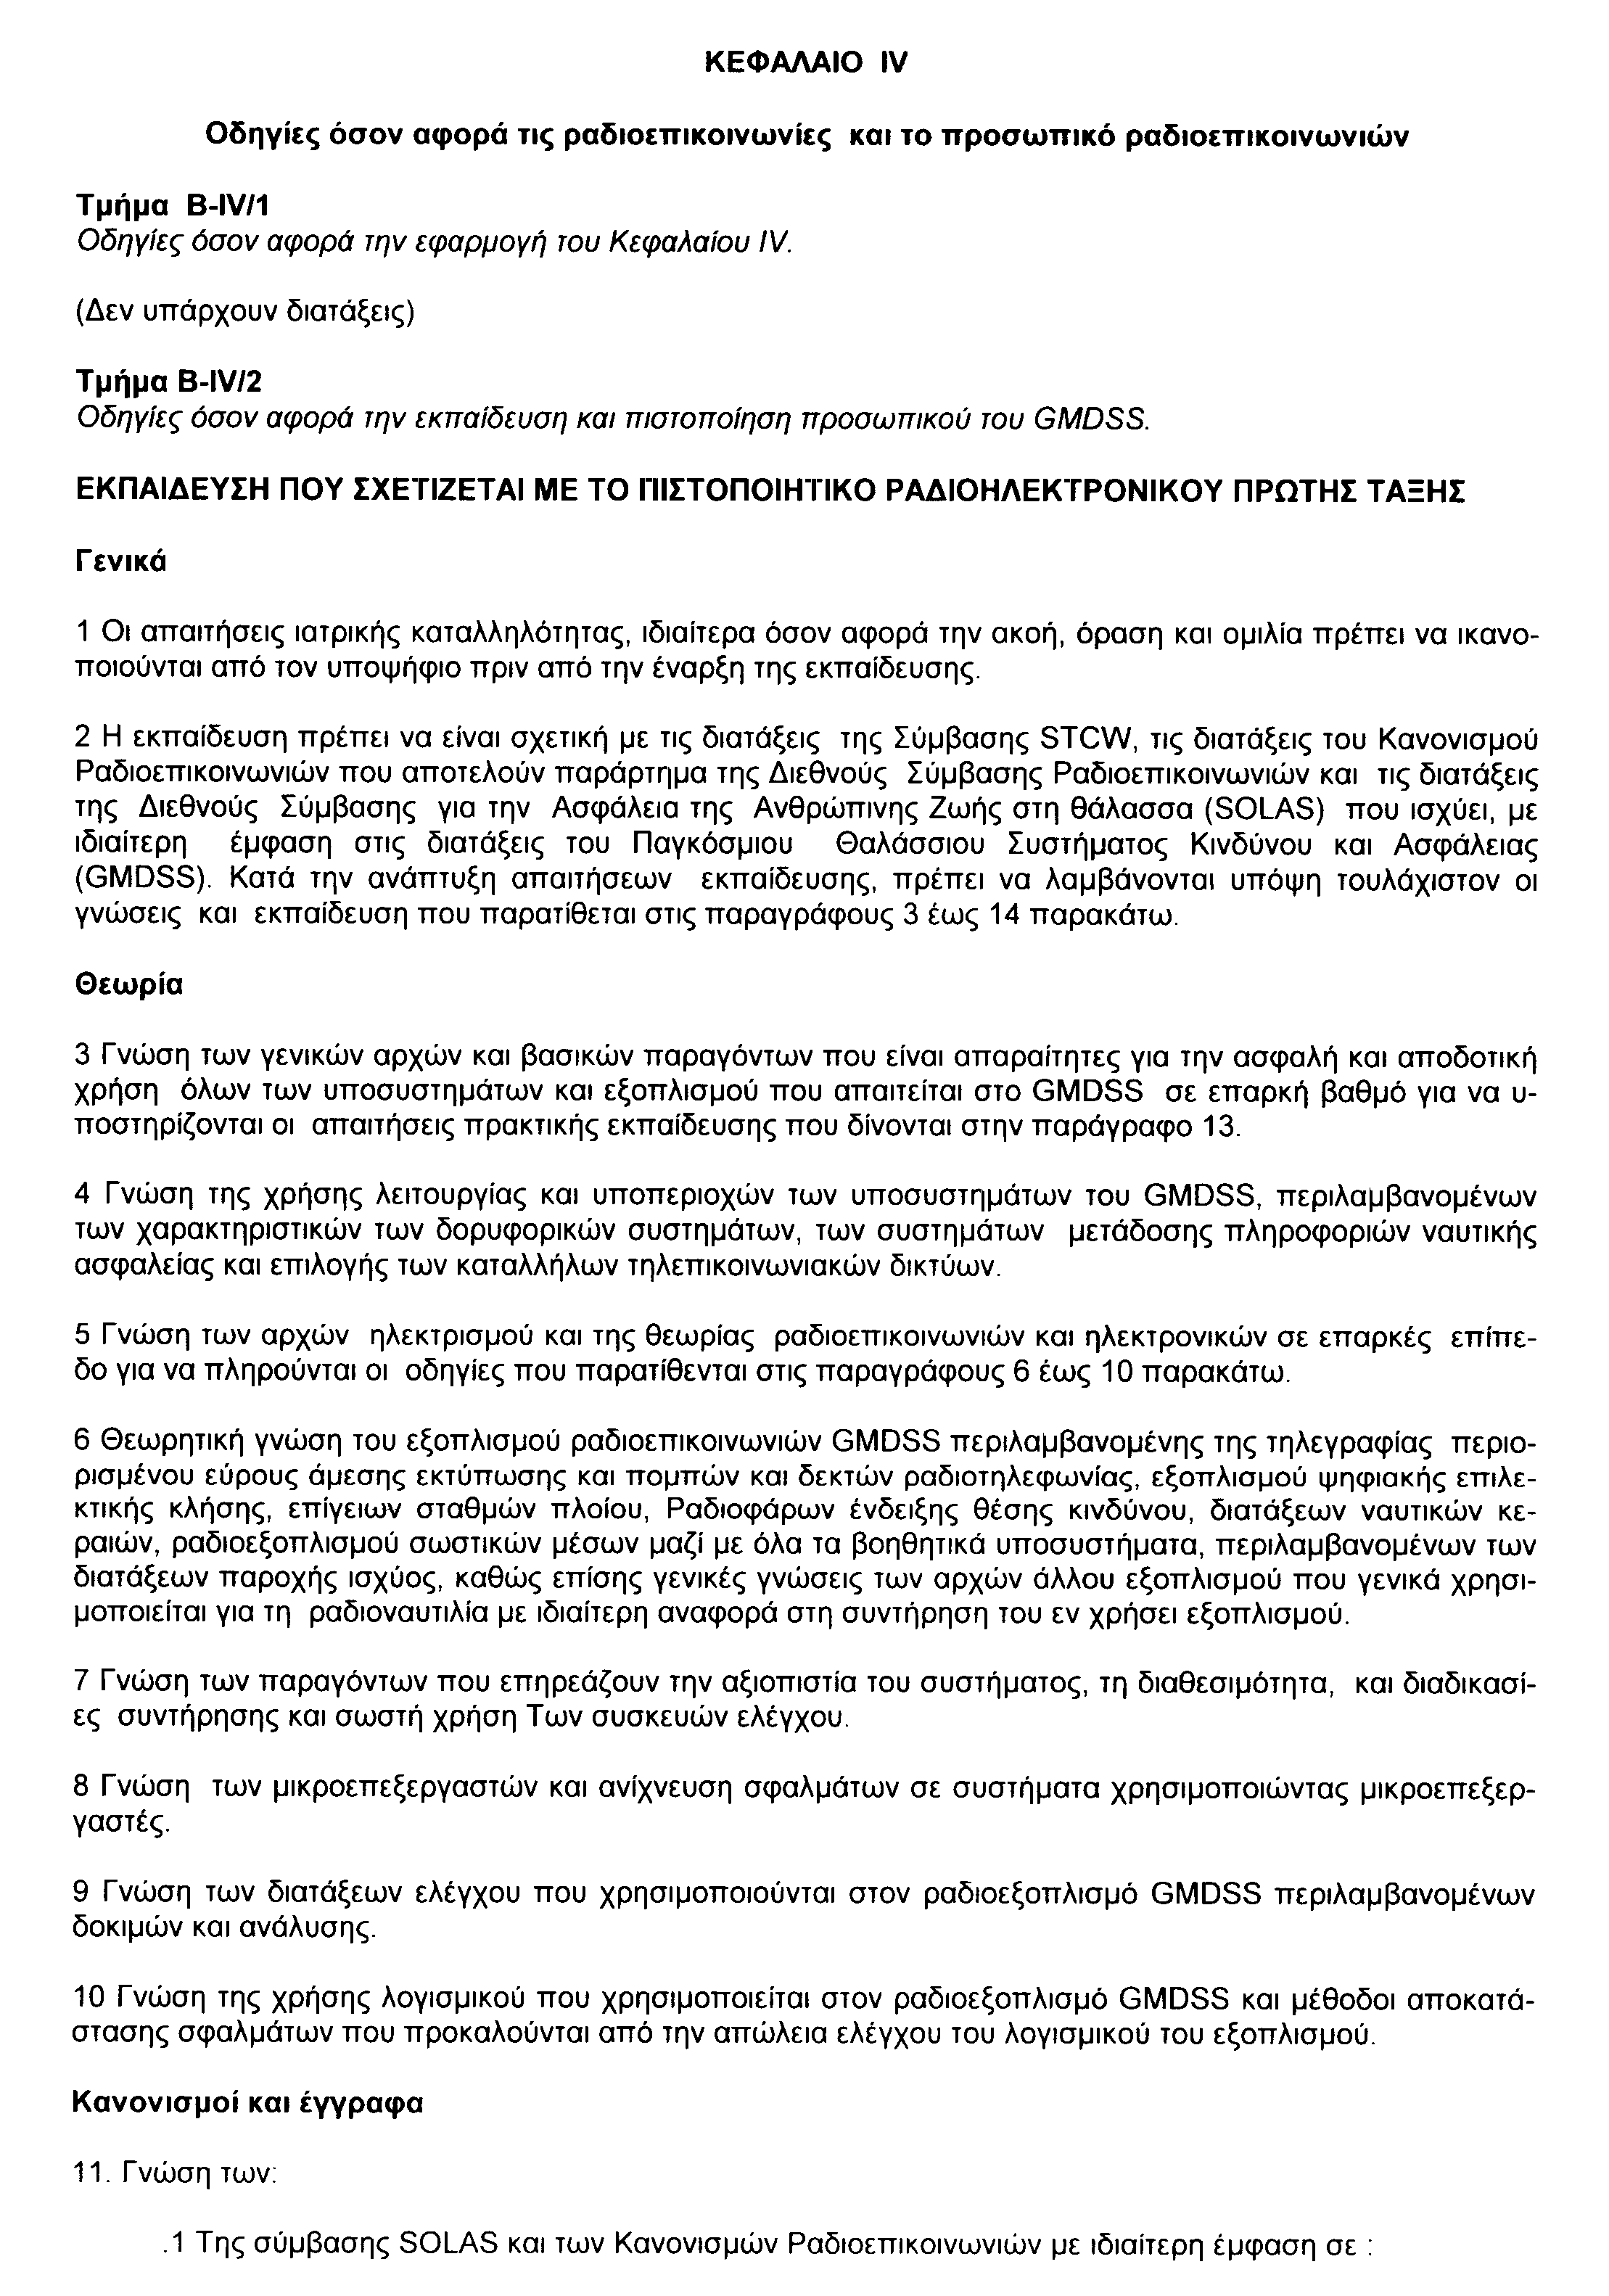 ΚΕΦΑΛΑΙΟ IV
Οδηγίες όσον αφορά τις ραδιοεπικοινωνίες και το προσωπικό ραδιοεπικοινωνιών
Τμήμα B-IV/1
Οδηγίες όσον αφορά την εφαρμογή του Κεφαλαίου IV.
(Δεν υπάρχουν διατάξεις)
Τμήμα B-IV/2
Οδηγίες όσον αφορά την εκπαίδευση και πιστοποίηση προσωπικού του GMDSS.
ΕΚΠΑΙΔΕΥΣΗ ΠΟΥ ΣΧΕΤΙΖΕΤΑΙ ΜΕ ΤΟ ΠΙΣΤΟΠΟΙΗΤΙΚΟ ΡΑΔΙΟΗΛΕΚΤΡΟΝΙΚΟΥ ΠΡΩΤΗΣ ΤΑΞΗΣ
Γενικά
1 Οι απαιτήσεις ιατρικής καταλληλότητας, ιδιαίτερα όσον αφορά την ακοή, όραση και ομιλία πρέπει να ικανο-
ποιούνται από τον υποψήφιο πριν από την έναρξη της εκπαίδευσης.
2 Η εκπαίδευση πρέπει να είναι σχετική με τις διατάξεις της Σύμβασης STCW, τις διατάξεις του Κανονισμού
Ραδιοεπικοινωνιών που αποτελούν παράρτημα της Διεθνούς Σύμβασης Ραδιοεπικοινωνιών και τις διατάξεις
της Διεθνούς Σύμβασης για την Ασφάλεια της Ανθρώπινης Ζωής στη θάλασσα (SOLAS) που ισχύει, με
ιδιαίτερη έμφαση στις διατάξεις του Παγκόσμιου Θαλάσσιου Συστήματος Κινδύνου και Ασφάλειας
(GMDSS). Κατά την ανάπτυξη απαιτήσεων εκπαίδευσης, πρέπει να λαμβάνονται υπόψη τουλάχιστον οι
γνώσεις και εκπαίδευση που παρατίθεται στις παραγράφους 3 έως 14 παρακάτω.
Θεωρία
3 Γνώση των γενικών αρχών και βασικών παραγόντων που είναι απαραίτητες για την ασφαλή και αποδοτική
χρήση όλων των υποσυστημάτων και εξοπλισμού που απαιτείται στο GMDSS σε επαρκή βαθμό για να υ-
ποστηρίζονται οι απαιτήσεις πρακτικής εκπαίδευσης που δίνονται στην παράγραφο 13.
4 Γνώση της χρήσης λειτουργίας και υποπεριοχών των υποσυστημάτων του GMDSS, περιλαμβανομένων
των χαρακτηριστικών των δορυφορικών συστημάτων, των συστημάτων μετάδοσης πληροφοριών ναυτικής
ασφαλείας και επιλογής των καταλλήλων τηλεπικοινωνιακών δικτύων.
5 Γνώση των αρχών ηλεκτρισμού και της θεωρίας ραδιοεπικοινωνιών και ηλεκτρονικών σε επαρκές επίπε-
δο για να πληρούνται οι οδηγίες που παρατίθενται στις παραγράφους 6 έως 10 παρακάτω.
6 Θεωρητική γνώση του εξοπλισμού ραδιοεπικοινωνιών GMDSS περιλαμβανομένης της τηλεγραφίας περιο-
ρισμένου εύρους άμεσης εκτύπωσης και πομπών και δεκτών ραδιοτηλεφωνίας, εξοπλισμού ψηφιακής επιλε-
κτικής κλήσης, επίγειων σταθμών πλοίου, Ραδιοφάρων ένδειξης θέσης κινδύνου, διατάξεων ναυτικών κε-
ραιών, ραδιοεξοπλισμού σωστικών μέσων μαζί με όλα τα βοηθητικά υποσυστήματα, περιλαμβανομένων των
διατάξεων παροχής ισχύος, καθώς επίσης γενικές γνώσεις των αρχών άλλου εξοπλισμού που γενικά χρησι-
μοποιείται για τη ραδιοναυτιλία με ιδιαίτερη αναφορά στη συντήρηση του εν χρήσει εξοπλισμού.
7 Γνώση των παραγόντων που επηρεάζουν την αξιοπιστία του συστήματος, τη διαθεσιμότητα, και διαδικασί-
ες συντήρησης και σωστή χρήση Των συσκευών ελέγχου.
8 Γνώση των μικροεπεξεργαστών και ανίχνευση σφαλμάτων σε συστήματα χρησιμοποιώντας μικροεπεξερ-
γαστές.
9 Γνώση των διατάξεων ελέγχου που χρησιμοποιούνται στον ραδιοεξοπλισμό GMDSS περιλαμβανομένων
δοκιμών και ανάλυσης.
10 Γνώση της χρήσης λογισμικού που χρησιμοποιείται στον ραδιοεξοπλισμό GMDSS και μέθοδοι αποκατά-
στασης σφαλμάτων που προκαλούνται από την απώλεια ελέγχου του λογισμικού του εξοπλισμού.
Κανονισμοί και έγγραφα
11. Γνώση των:
.1 Της σύμβασης SOLAS και των Κανονισμών Ραδιοεπικοινωνιών με ιδιαίτερη έμφαση σε :